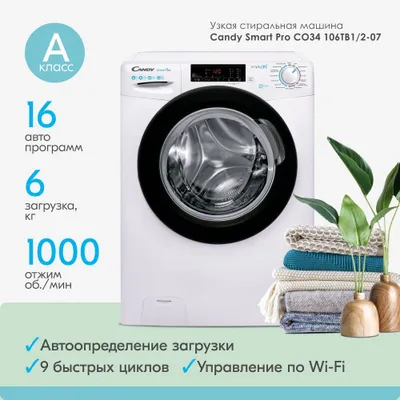 Узкая стиральная машина
Candy Smart Pro CO34 106TB1/2-07
А
класс
16
авто
программ
6
загрузка,
кг
1000
отжим
об./мин
CANDY
Автоопределение загрузки
9 быстрых циклов
Управление по Wi-Fi